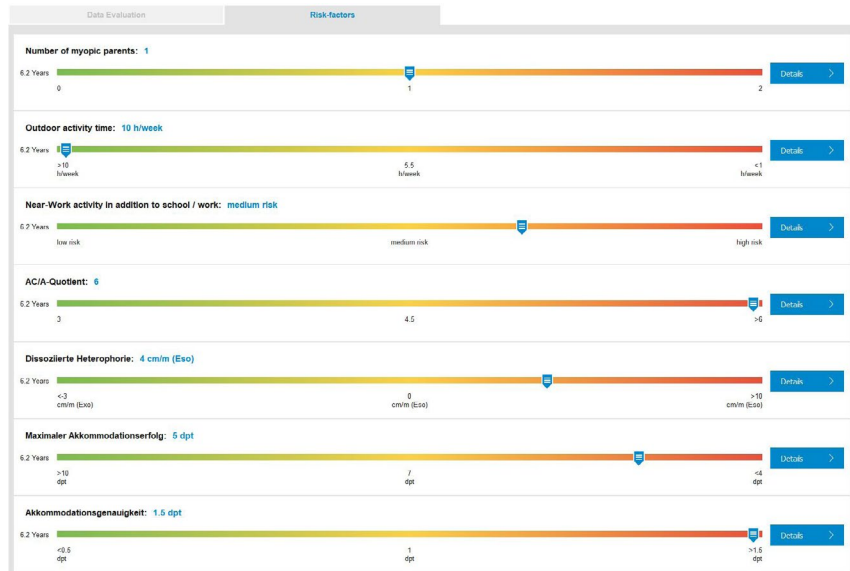 Data Evaluation Risk-factors
Number of myopic parents: 1
6.2 Years Details
0 1 2
Outdoor activity time: 10 h/week
6.2 Years Details
>10 5.5 <1
h/week h/week h/week
Near-Work activity in addition to school / work: medium risk
6.2 Years Details
low risk medium risk high risk
AC/A-Quotient: 6
6.2 Years Details
3 4.5 >6
Dissoziierte Heterophorie: 4 cm/m (Eso)
6.2 Years Details
<-3 0 >10
cm/m (Exo) cm/m (Eso) cm/m (Eso)
Maximaler Akkommodationserfolg: 5 dpt
6.2 Years Details
>10 7 <4
dpt dpt dpt
Akkommodationsgenauigkeit: 1.5 dpt
6.2 Years Details
<0.5 1 >1.5
dpt dpt dpt